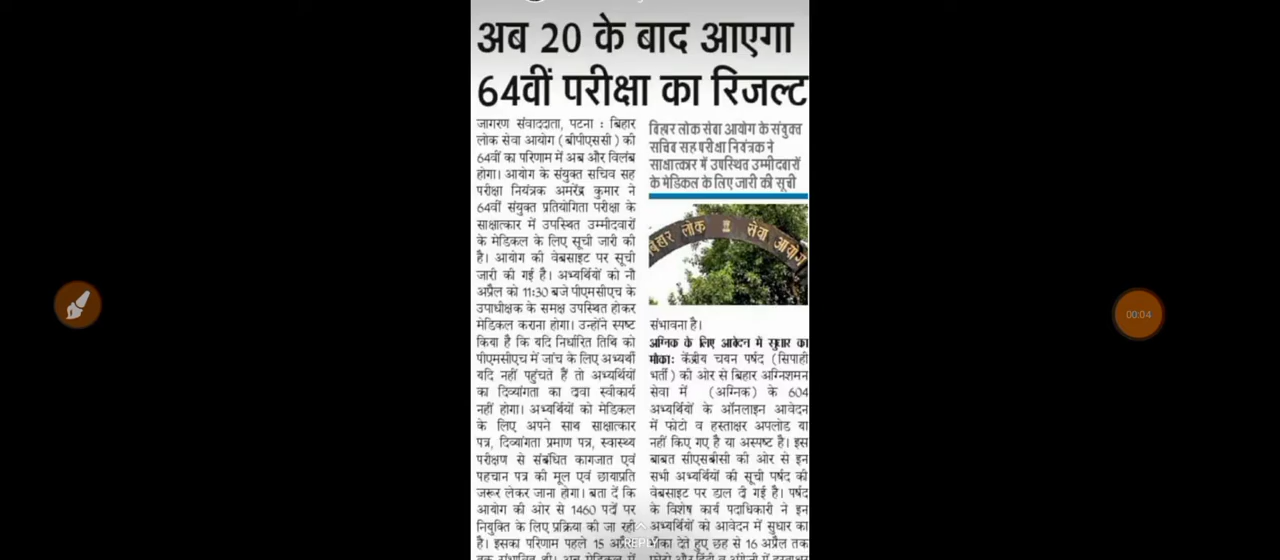 अब 20 के बाद आएगा
64वीं परीक्षा का रिजल्ट
जागरण संवाददाता, पटना : बिहार
लोक सेवा आयोग (बीपीएससी) की
64वीं का परिणाम में अब और विलंब
होगा। आयोग के संयुक्त सचिव सह
परीक्षा नियंत्रक अमरेंद्र कुमार ने
64वीं संयुक्त प्रतियोगिता परीक्षा के
साक्षात्कार में उपस्थित उम्मीदवारों
के मेडिकल के लिए सूची जारी की
है। आयोग की वेबसाइट पर सूची
जारी की गई है। अभ्यर्थियों को नौ
अप्रैल को 11:30 बजे पीएमसीएच के
उपाधीक्षक के समक्ष उपस्थित होकर
मेडिकल कराना होगा। उन्होंने स्पष्ट
किया है कि यदि निर्धारित तिथि को
पीएमसीएच में जांच के लिए अभ्यर्थी
यदि नहीं पहुंचते हैं तो अभ्यर्थियों
का दिव्यांगता का दावा स्वीकार्य
नहीं होगा। अभ्यर्थियों को मेडिकल
के लिए अपने साथ साक्षात्कार
पत्र, दिव्यांगता प्रमाण पत्र, स्वास्थ्य
परीक्षण से संबंधित कागजात एवं
पहचान पत्र की मूल एवं छायाप्रति
जरूर लेकर जाना होगा। बता दें कि
आयोग की ओर से 1460 पदों पर
नियुक्ति के लिए प्रक्रिया की जा रही
है। इसका परिणाम पहले 15 अप्रैल
बिहार लोक सेवा आयोग के संयुक्त
सचिव सह परीक्षा नियंत्रक ने
साक्षात्कार में उपस्थित उम्मीदवारों
के मेडिकल के लिए जारी की सूची
बिहार लोक सेवा आयोग
संभावना है।
अग्निक के लिए आवेदन में सुधार का
मौका: केंद्रीय चयन पर्षद (सिपाही
भर्ती) की ओर से बिहार अग्निशमन
सेवा में (अग्निक) के 604
अभ्यर्थियों के ऑनलाइन आवेदन
में फोटो व हस्ताक्षर अपलोड या
नहीं किए गए है या अस्पष्ट है। इस
बाबत सीएसबीसी की ओर से इन
सभी अभ्यर्थियों की सूची पर्षद की
वेबसाइट पर डाल दी गई है। पर्षद
के विशेष कार्य पदाधिकारी ने इन
अभ्यर्थियों को आवेदन में सुधार का
मौका देते हुए छह से 16 अप्रैल तक
REPLY
00:04